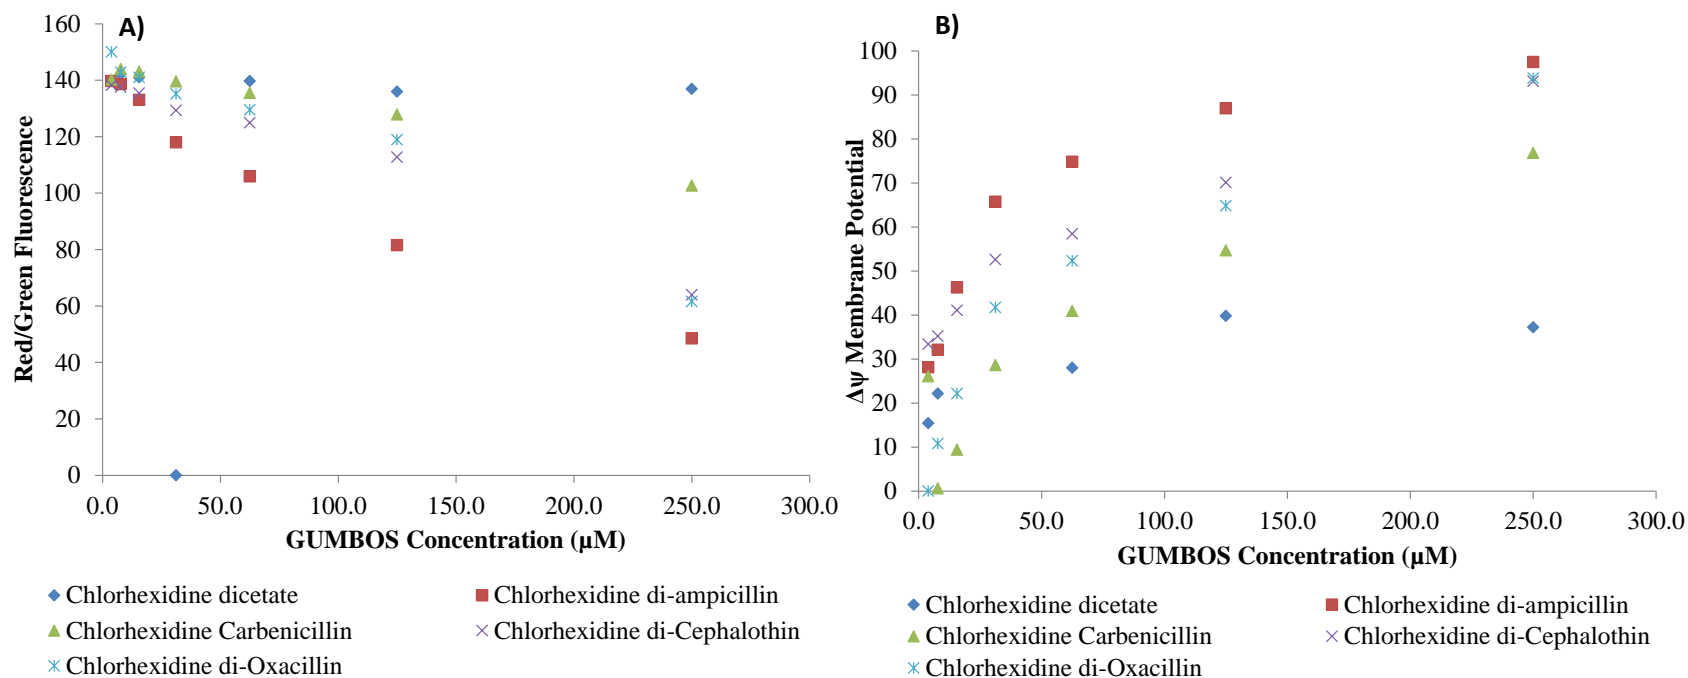 A)
160
140
120
100
80
60
40
20
0
0.0 50.0 100.0 150.0 200.0 250.0 300.0
Red/Green Fluorescence
GUMBOS Concentration (µM)
Chlorhexidine dicetate
Chlorhexidine di-ampicillin
Chlorhexidine Carbenicillin
Chlorhexidine di-Cephalothin
Chlorhexidine di-Oxacillin
B)
100
90
80
70
60
50
40
30
20
10
0
0.0 50.0 100.0 150.0 200.0 250.0 300.0
Δψ Membrane Potential
GUMBOS Concentration (µM)
Chlorhexidine dicetate
Chlorhexidine di-ampicillin
Chlorhexidine Carbenicillin
Chlorhexidine di-Cephalothin
Chlorhexidine di-Oxacillin